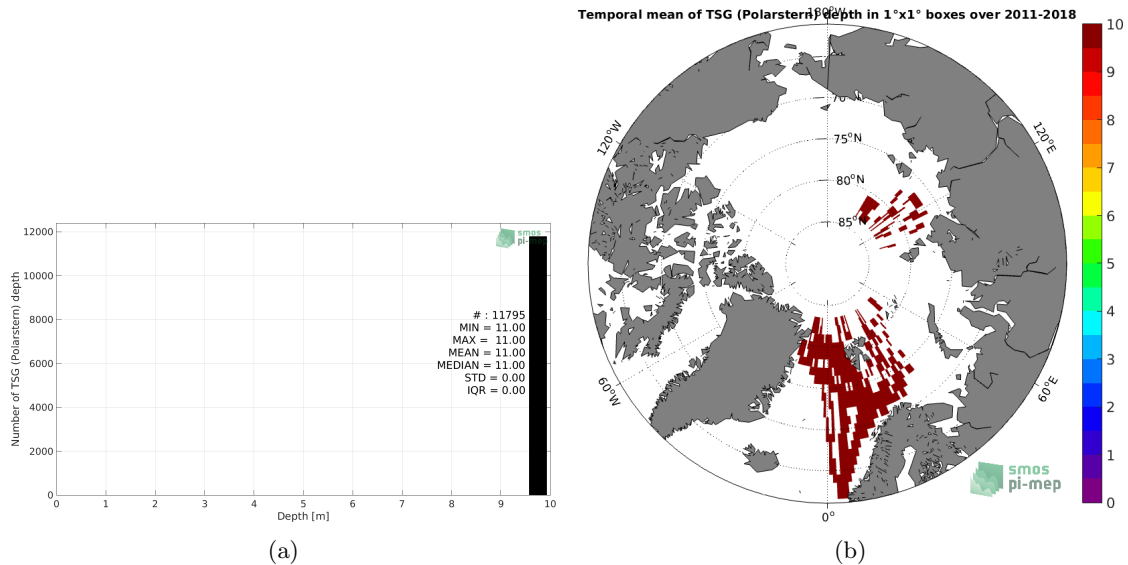 Number of TSG (Polarstern) depth
12000
10000
8000
6000
4000
2000
0
smos
pi-mep
# : 11795
MIN = 11.00
MAX = 11.00
MEAN = 11.00
MEDIAN = 11.00
STD = 0.00
IQR = 0.00
0 1 2 3 4 5 6 7 8 9 10
Depth [m]
(a)
Temporal mean of TSG (Polarstern) depth in 1°x1° boxes over 2011-2018
180°W
120°W
120°E
70°N
75°N
80°N
85°N
60°W
60°E
0°
smos
pi-mep
10
9
8
7
6
5
4
3
2
1
0
(b)